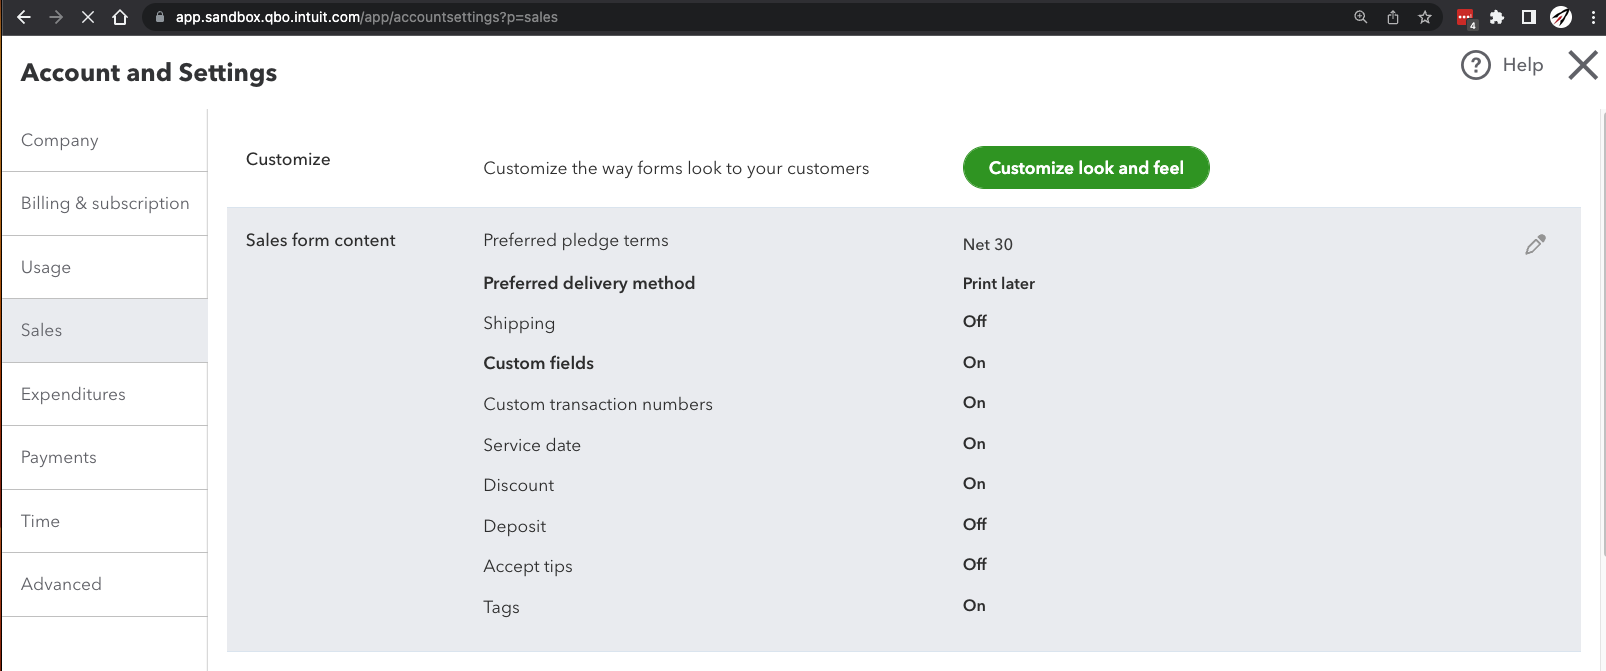 app.sandbox.qbo.intuit.com/app/accountsettings?p=sales
4
Account and Settings
? Help
Company
Billing & subscription
Usage
Sales
Expenditures
Payments
Time
Advanced
Customize Customize the way forms look to your customers Customize look and feel
Sales form content Preferred pledge terms Net 30
Preferred delivery method Print later
Shipping Off
Custom fields On
Custom transaction numbers On
Service date On
Discount On
Deposit Off
Accept tips Off
Tags On